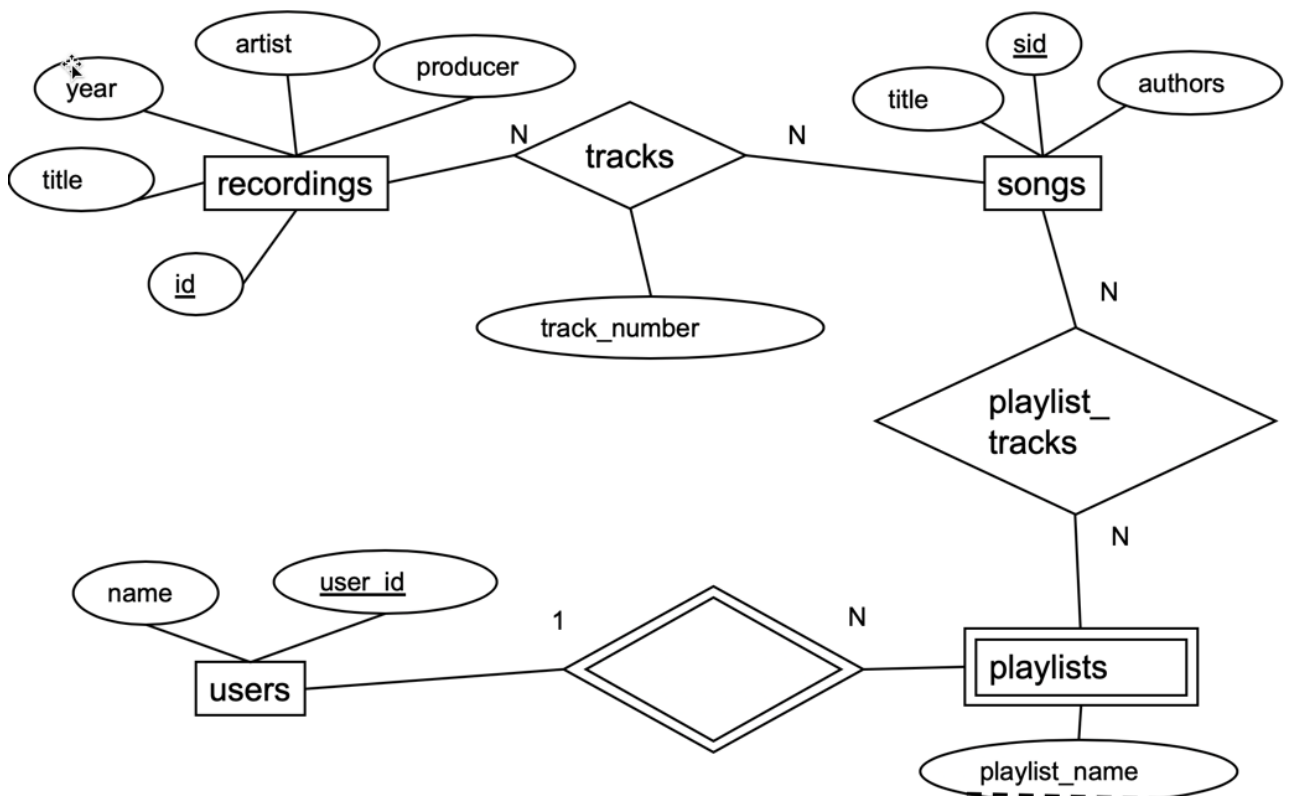 artist
sid
producer
year
authors
title
N
N
tracks
title
recordings
songs
id
N
track_number
playlist_
tracks
N
user_id
name
1
N
playlists
users
playlist_name